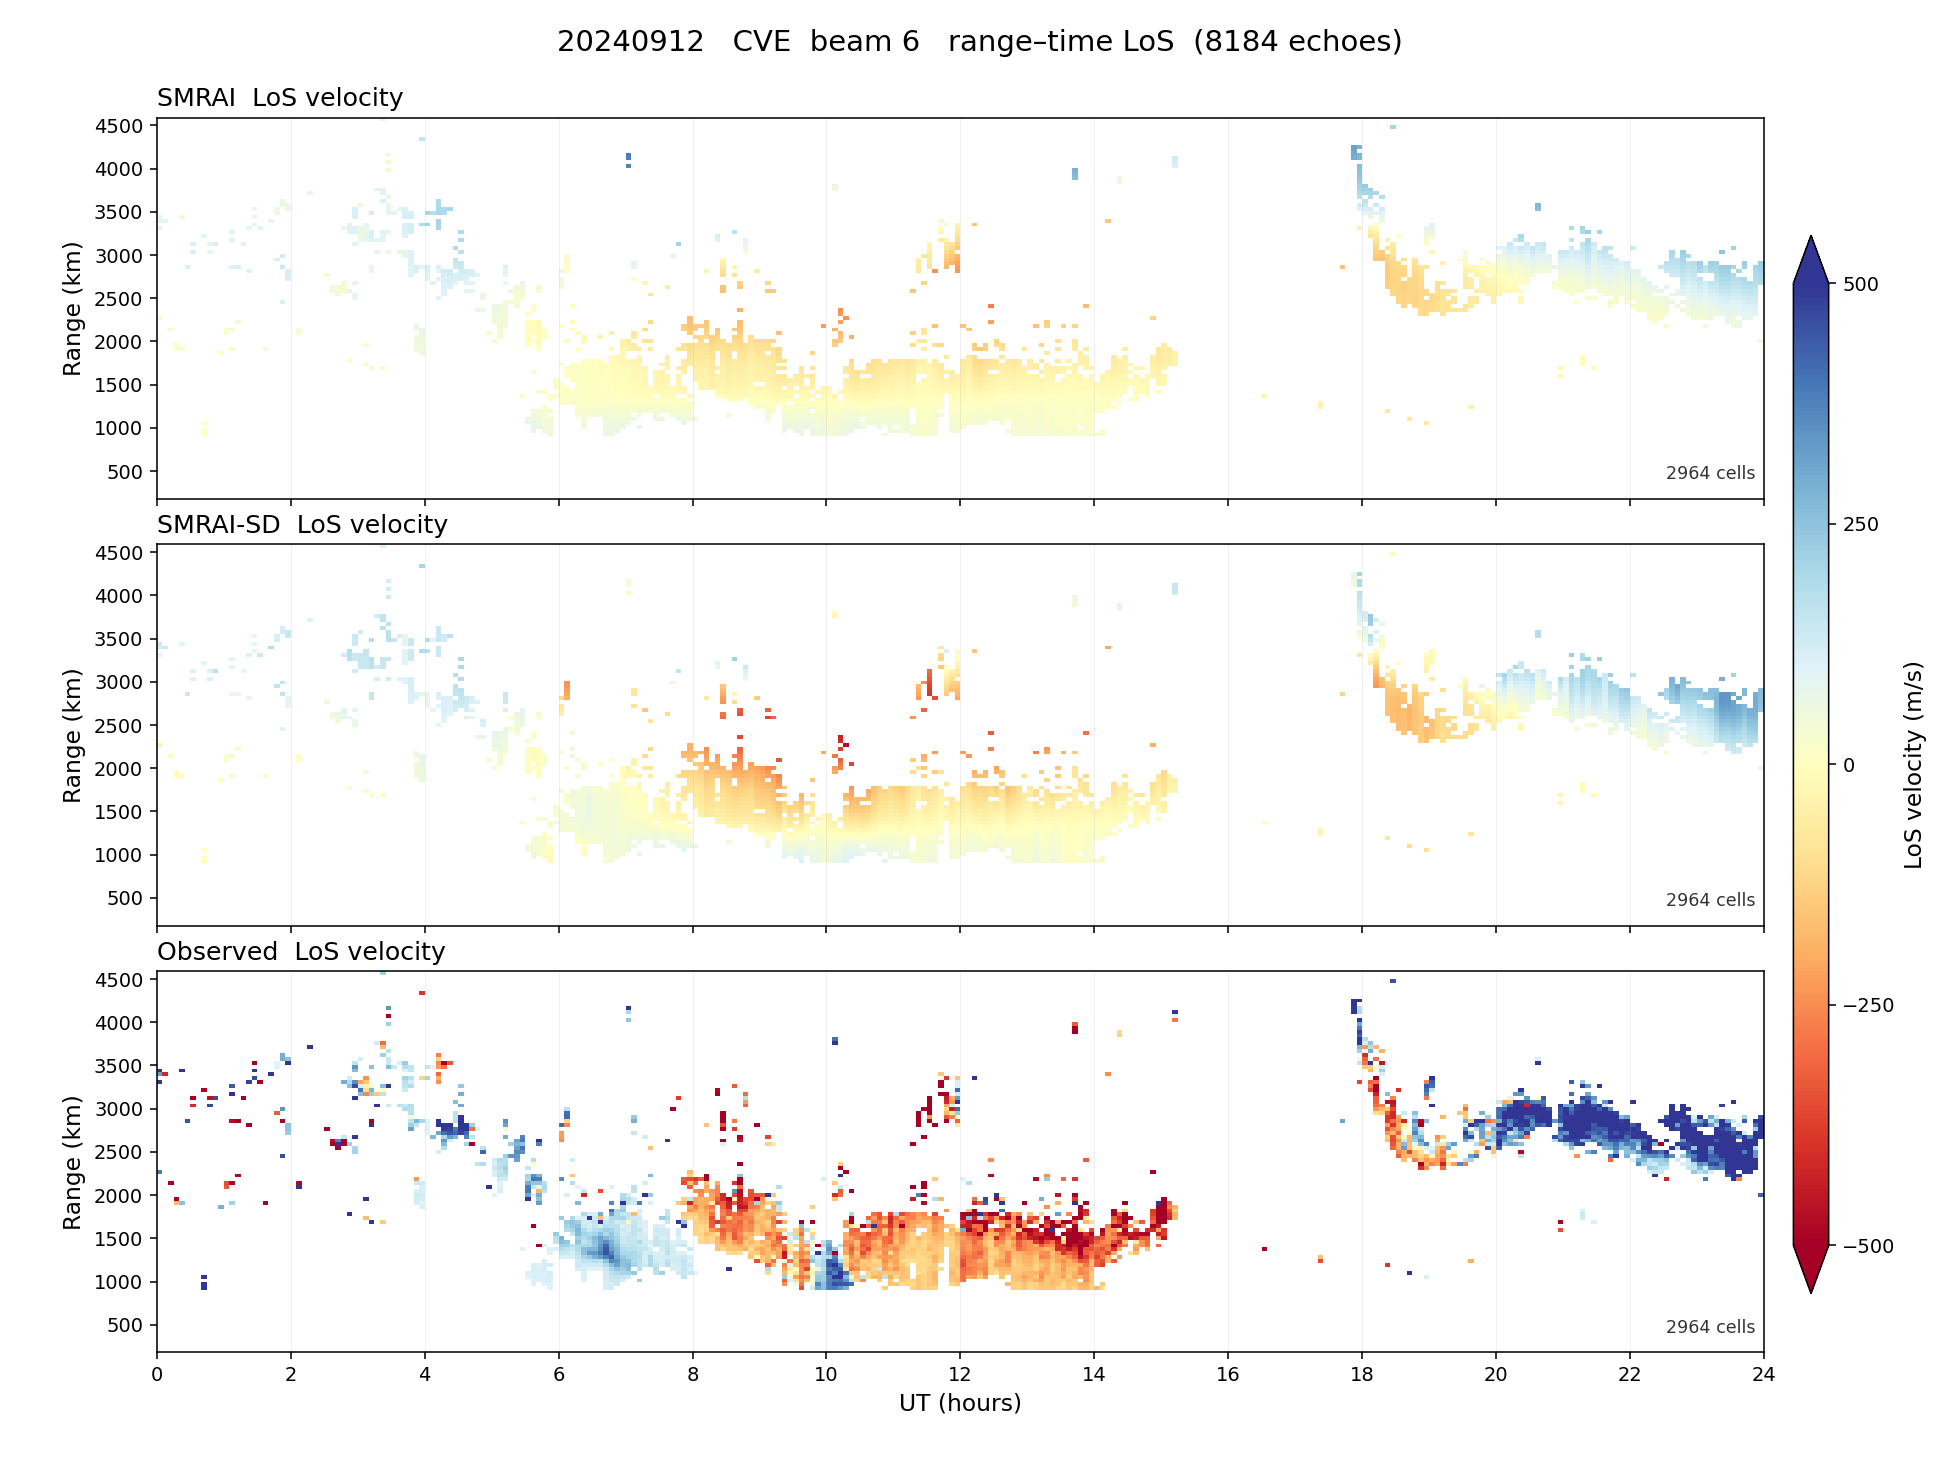 20240912   CVE  beam 6   range–time LoS  (8184 echoes)
SMRAI  LoS velocity
4500
4000
3500
3000
2500
2000
1500
1000
500
Range (km)
2964 cells
SMRAI-SD  LoS velocity
4500
4000
3500
3000
2500
2000
1500
1000
500
Range (km)
2964 cells
Observed  LoS velocity
4500
4000
3500
3000
2500
2000
1500
1000
500
Range (km)
2964 cells
0 2 4 6 8 10 12 14 16 18 20 22 24
UT (hours)
500
250
0
−250
−500
LoS velocity (m/s)